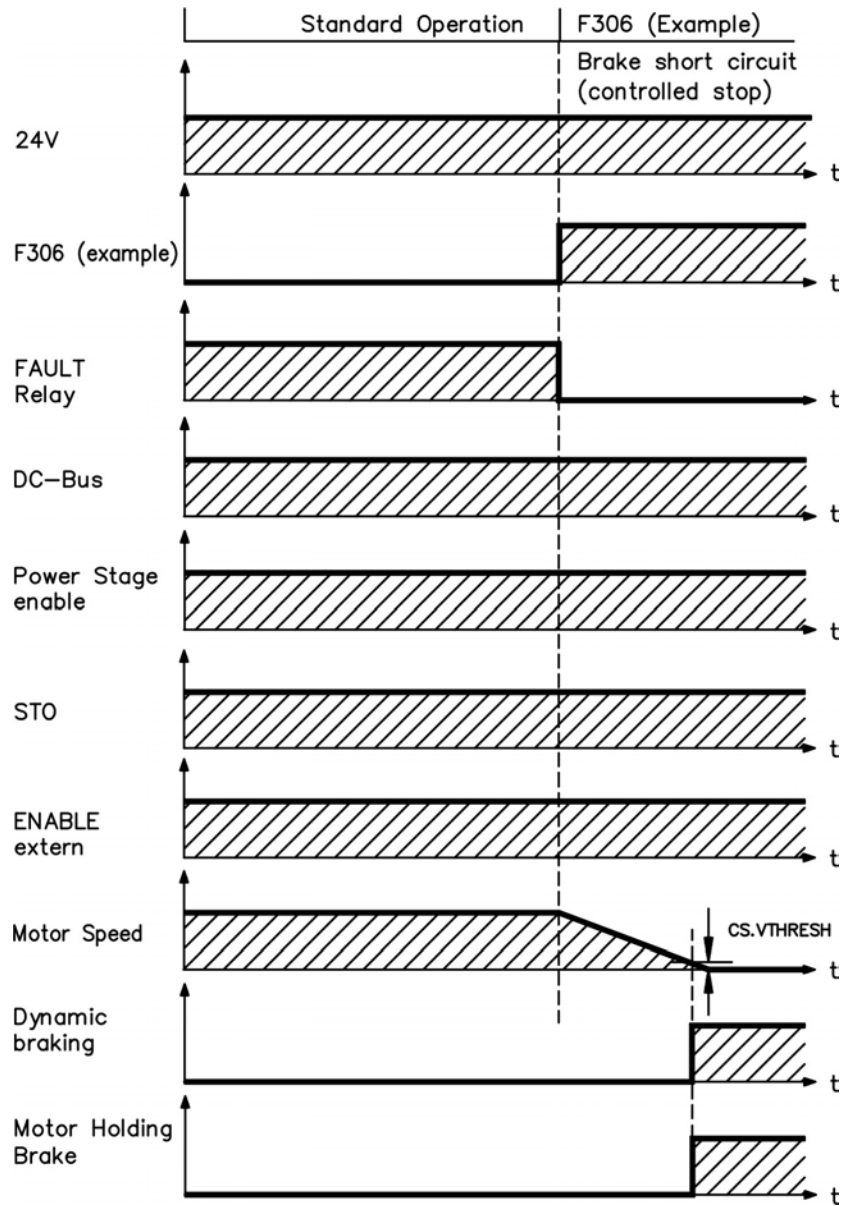 Standard Operation
F306 (Example)
Brake short circuit
(controlled stop)
24V
t
F306 (example)
t
FAULT
Relay
t
DC-Bus
t
Power Stage
enable
t
STO
t
ENABLE
extern
t
Motor Speed
CS.VTHRESH
t
Dynamic
braking
t
Motor Holding
Brake
t